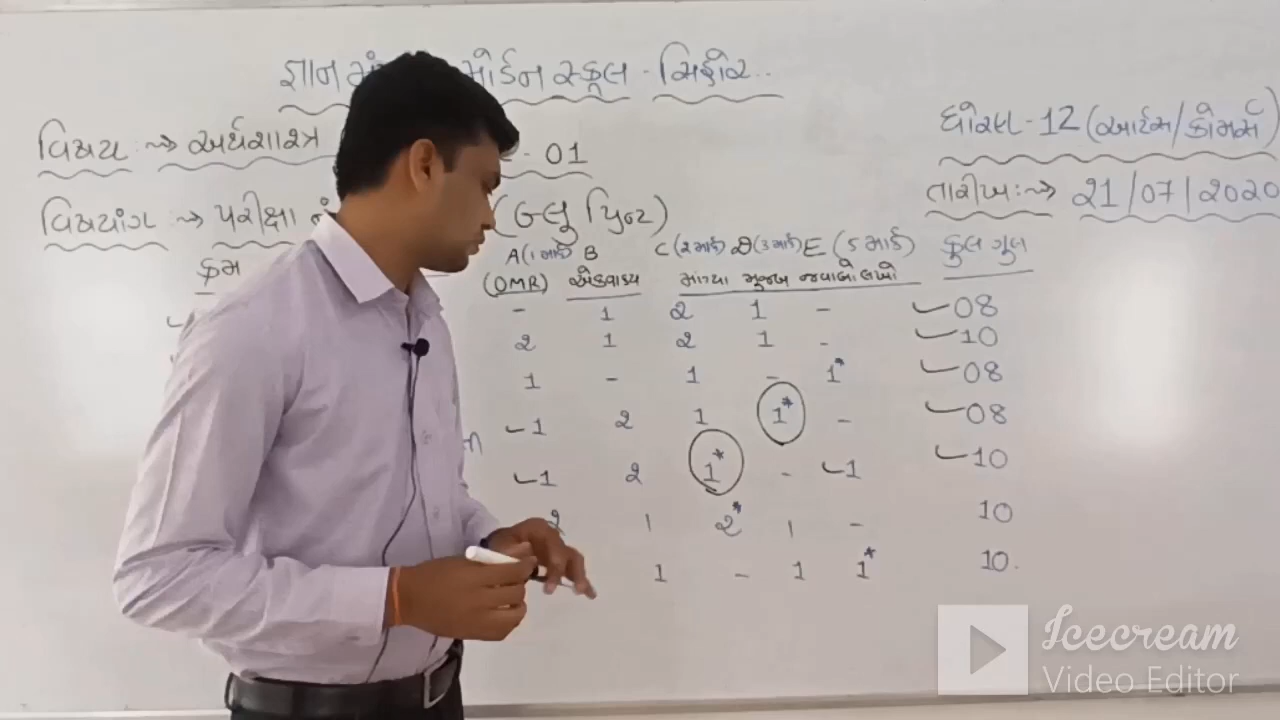 જ્ઞાન મોર્ડન સ્કૂલ - સિહોર..
વિષય → અર્થશાસ્ત્ર - 01
ધોરણ - 12 (આર્ટસ/કોમર્સ)
વિષયાંગ → પરીક્ષા નં (બ્લુ પ્રિન્ટ)
તારીખઃ→ 21/07/2020
ક્રમ A(1 માર્ક) B C(2 માર્ક) D(3 માર્ક) E(5 માર્ક) કુલ ગુણ
(OMR) એકવાક્ય માંગ્યા મુજબ જવાબો લખો
- 1 2 1 - 08
2 1 2 1 - 10
1 - 1 - 1* 08
1 2 1 1* - 08
1 2 1* - 1 10
2 1 2* 1 - 10
1 - 1 1* 10.
Icecream
Video Editor